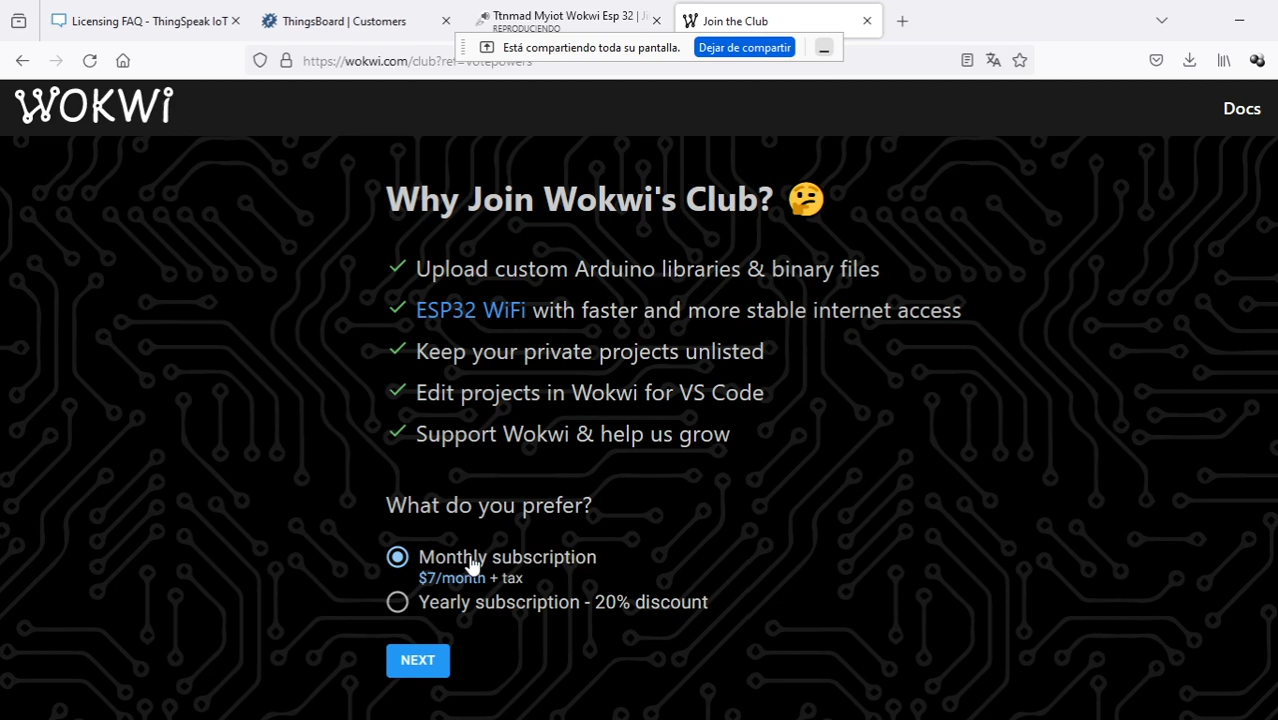 Licensing FAQ - ThingSpeak IoT
ThingsBoard | Customers
Ttnmad Myiot Wokwi Esp 32 | Ji
REPRODUCIENDO
Join the Club
Está compartiendo toda su pantalla.
Dejar de compartir
https://wokwi.com/club?ref=votepowers
WOKWi
Docs
Why Join Wokwi's Club? 🤔
✓ Upload custom Arduino libraries & binary files
✓ ESP32 WiFi with faster and more stable internet access
✓ Keep your private projects unlisted
✓ Edit projects in Wokwi for VS Code
✓ Support Wokwi & help us grow
What do you prefer?
Monthly subscription
$7/month + tax
Yearly subscription - 20% discount
NEXT